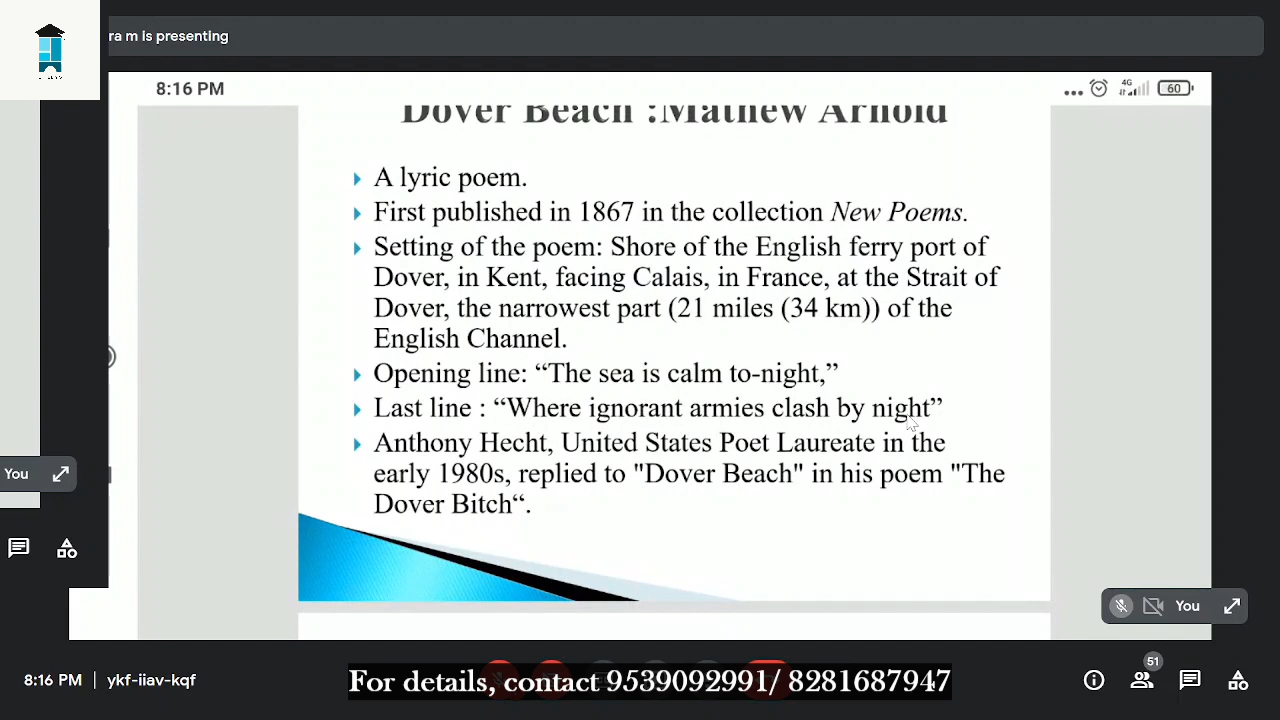 ra m is presenting
8:16 PM
4G
60
Dover Beach :Mathew Arnold
A lyric poem.
First published in 1867 in the collection New Poems.
Setting of the poem: Shore of the English ferry port of
Dover, in Kent, facing Calais, in France, at the Strait of
Dover, the narrowest part (21 miles (34 km)) of the
English Channel.
Opening line: “The sea is calm to-night,”
Last line : “Where ignorant armies clash by night”
Anthony Hecht, United States Poet Laureate in the
early 1980s, replied to "Dover Beach" in his poem "The
Dover Bitch“.
You
You
8:16 PM
ykf-iiav-kqf
For details, contact 9539092991/ 8281687947
51